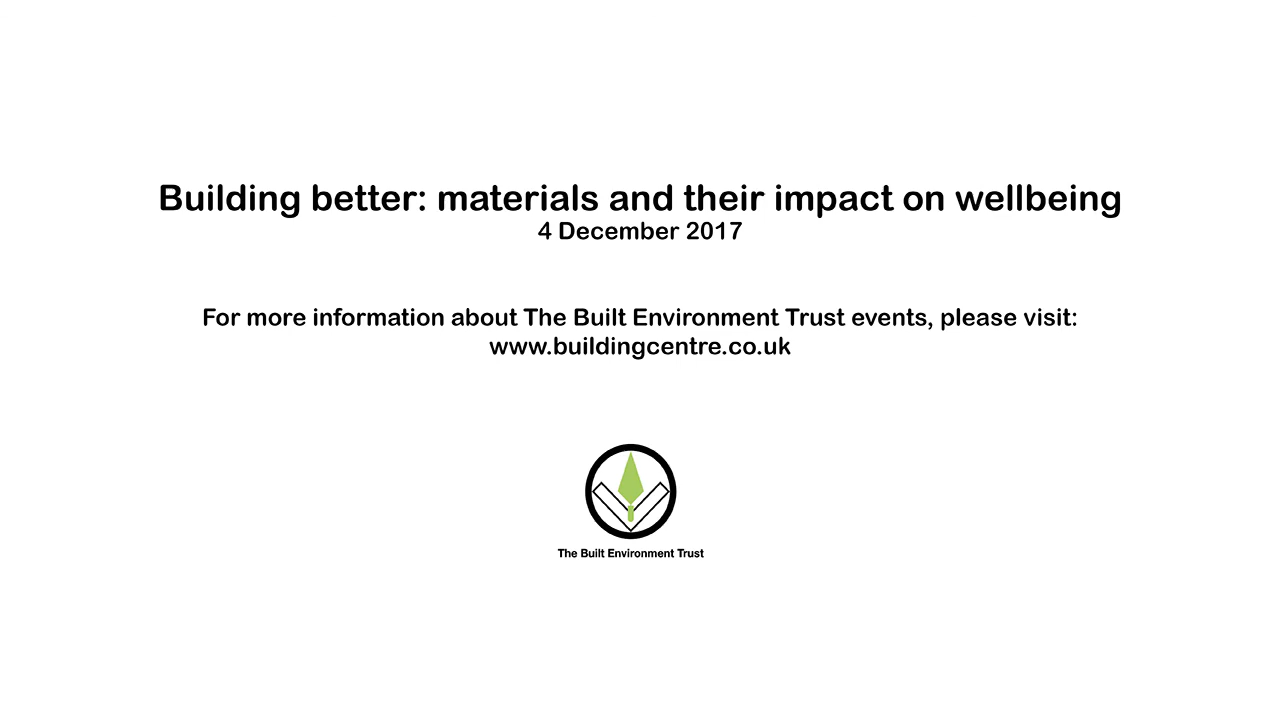 Building better: materials and their impact on wellbeing
4 December 2017
For more information about The Built Environment Trust events, please visit:
www.buildingcentre.co.uk
The Built Environment Trust